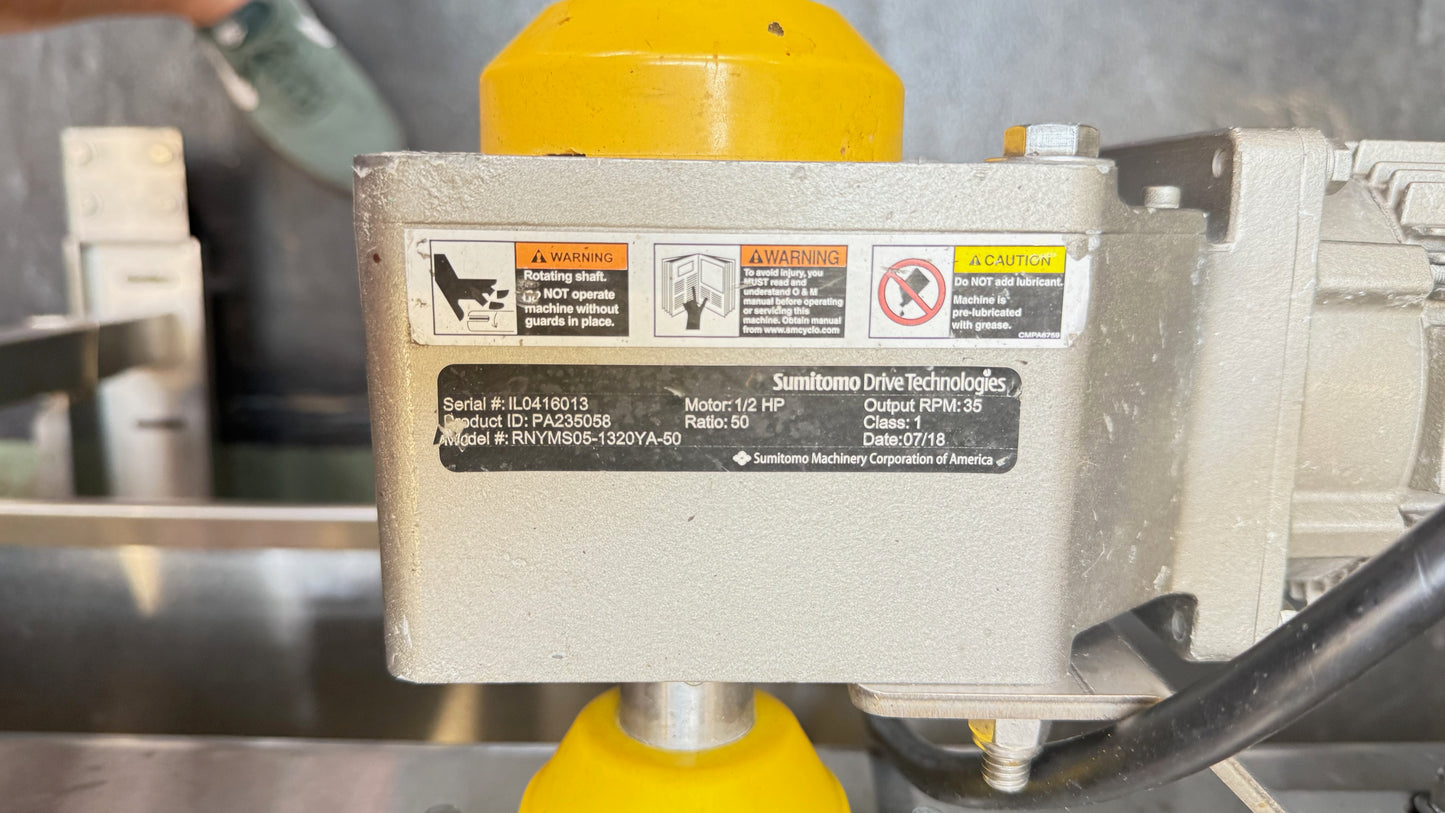 WARNING
Rotating shaft.
Do NOT operate
machine without
guards in place.
WARNING
To avoid injury, you
MUST read and
understand O & M
manual before operating
or servicing this
machine. Obtain manual
from www.smcyclo.com
CAUTION
Do NOT add lubricant.
Machine is
pre-lubricated
with grease.
CMPA6759
Sumitomo Drive Technologies
Serial #: IL0416013 Motor: 1/2 HP Output RPM: 35
Product ID: PA235058 Ratio: 50 Class: 1
Model #: RNYMS05-1320YA-50 Date: 07/18
Sumitomo Machinery Corporation of America